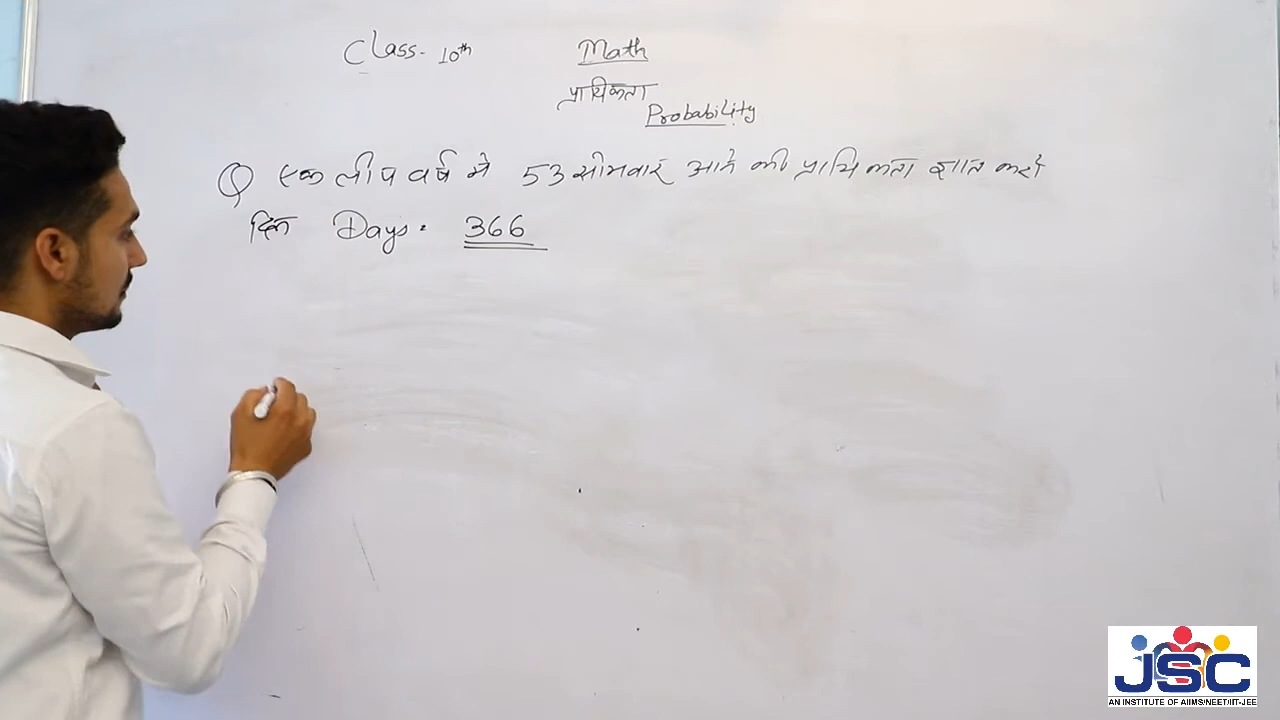 Class- 10th Math
प्रायिकता
Probability
Q एक लीप वर्ष मे 53 सोमवार आने की प्रायिकता ज्ञात करो
दिन Days = 366
JSC
AN INSTITUTE OF AIIMS/NEET/IIT-JEE